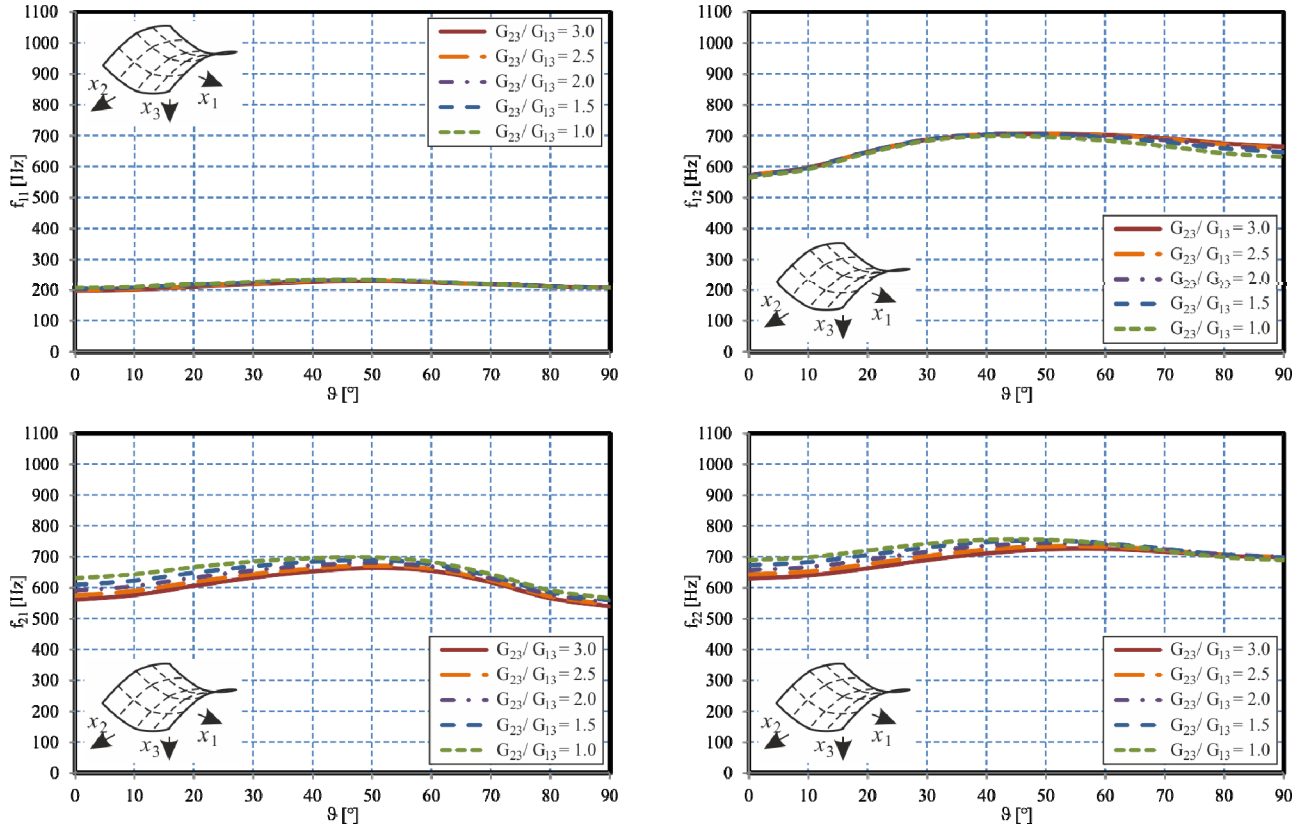 1100
1000
900
800
700
600
500
400
300
200
100
0
f₁₁ [Hz]
x₂
x₃
x₁
G₂₃/ G₁₃ = 3.0
G₂₃/ G₁₃ = 2.5
G₂₃/ G₁₃ = 2.0
G₂₃/ G₁₃ = 1.5
G₂₃/ G₁₃ = 1.0
0 10 20 30 40 50 60 70 80 90
ϑ [°]
1100
1000
900
800
700
600
500
400
300
200
100
0
f₁₂ [Hz]
G₂₃/ G₁₃ = 3.0
G₂₃/ G₁₃ = 2.5
G₂₃/ G₁₃ = 2.0
G₂₃/ G₁₃ = 1.5
G₂₃/ G₁₃ = 1.0
x₂
x₃
x₁
0 10 20 30 40 50 60 70 80 90
ϑ [°]
1100
1000
900
800
700
600
500
400
300
200
100
0
f₂₁ [Hz]
G₂₃/ G₁₃ = 3.0
G₂₃/ G₁₃ = 2.5
G₂₃/ G₁₃ = 2.0
G₂₃/ G₁₃ = 1.5
G₂₃/ G₁₃ = 1.0
x₂
x₃
x₁
0 10 20 30 40 50 60 70 80 90
ϑ [°]
1100
1000
900
800
700
600
500
400
300
200
100
0
f₂₂ [Hz]
G₂₃/ G₁₃ = 3.0
G₂₃/ G₁₃ = 2.5
G₂₃/ G₁₃ = 2.0
G₂₃/ G₁₃ = 1.5
G₂₃/ G₁₃ = 1.0
x₂
x₃
x₁
0 10 20 30 40 50 60 70 80 90
ϑ [°]